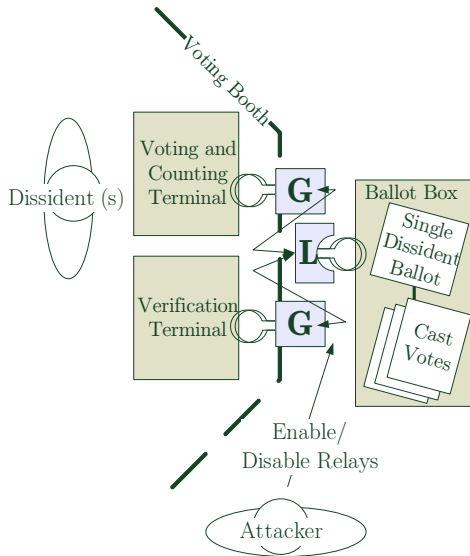 Voting Booth
Voting and
Counting
Terminal
G
Dissident (s)
Ballot Box
Single
Dissident
Ballot
L
Verification
Terminal
G
Cast
Votes
Enable/
Disable Relays
Attacker